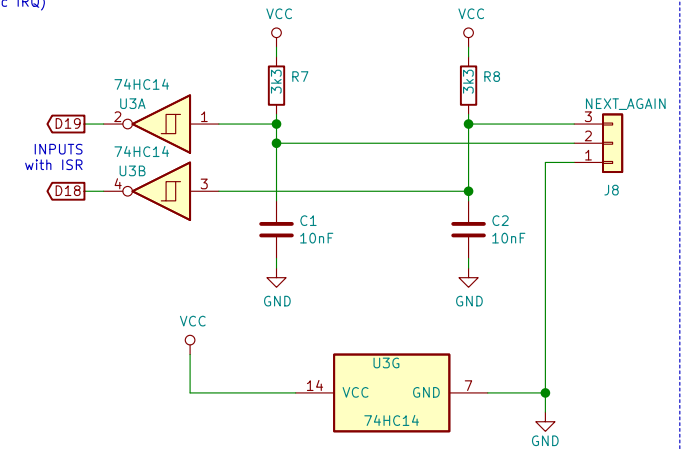 c IRQ)
VCC
VCC
3k3
R7
3k3
R8
74HC14
U3A
2
1
D19
NEXT_AGAIN
3
2
1
J8
INPUTS
with ISR
74HC14
U3B
4
3
D18
C1
10nF
C2
10nF
GND
GND
VCC
U3G
14
VCC
GND
7
74HC14
GND